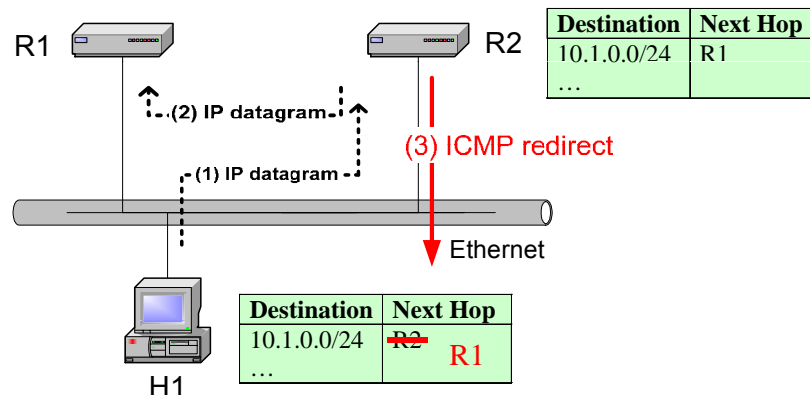 R1
R2
Destination Next Hop
10.1.0.0/24 R1
…
(2) IP datagram
(3) ICMP redirect
(1) IP datagram
Ethernet
Destination Next Hop
10.1.0.0/24 R2 R1
…
H1